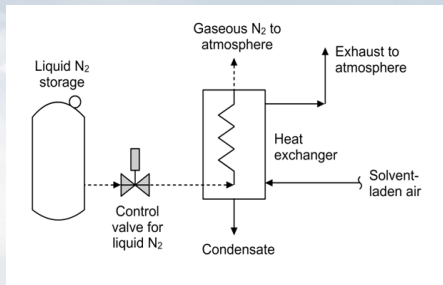 Gaseous N₂ to
atmosphere
Liquid N₂
storage
Exhaust to
atmosphere
Heat
exchanger
Solvent-
laden air
Control
valve for
liquid N₂
Condensate